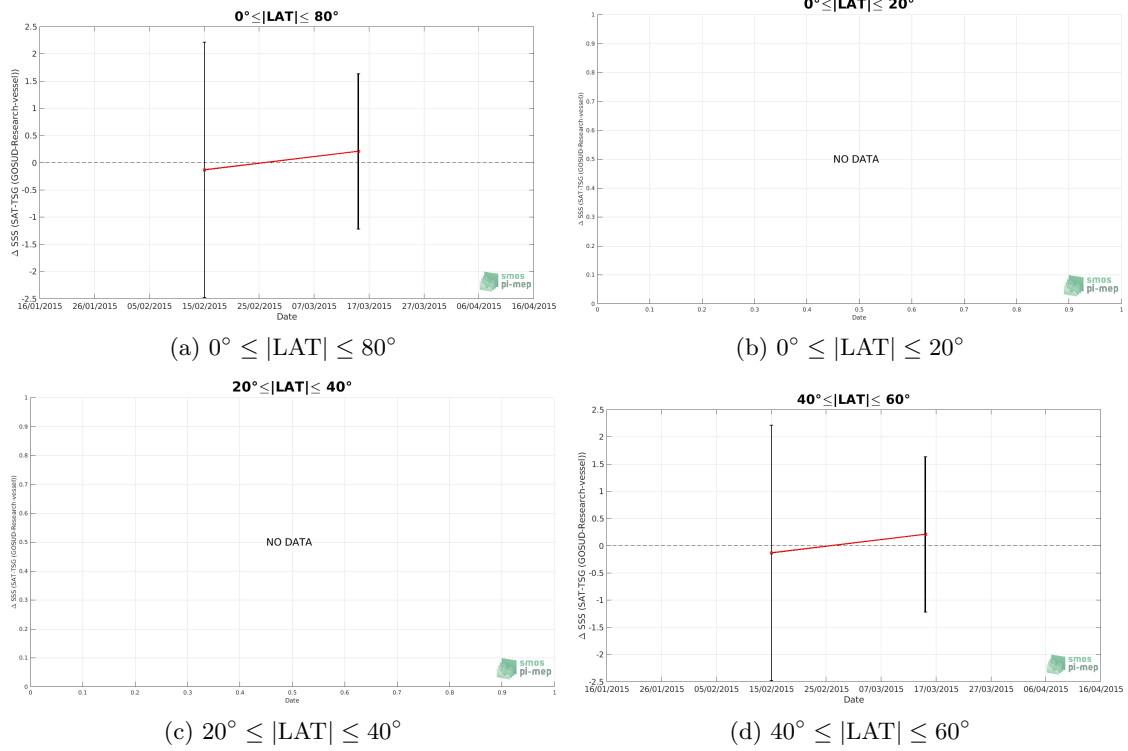 0°≤|LAT|≤ 80°
2.5
2
1.5
1
0.5
0
-0.5
-1
-1.5
-2
-2.5
Δ SSS (SAT-TSG (GOSUD-Research-vessel))
16/01/2015 26/01/2015 05/02/2015 15/02/2015 25/02/2015 07/03/2015 17/03/2015 27/03/2015 06/04/2015 16/04/2015
Date
smos
pi-mep
(a) 0° ≤ |LAT| ≤ 80°
0°≤|LAT|≤ 20°
1
0.9
0.8
0.7
0.6
0.5
0.4
0.3
0.2
0.1
0
Δ SSS (SAT-TSG (GOSUD-Research-vessel))
NO DATA
0 0.1 0.2 0.3 0.4 0.5 0.6 0.7 0.8 0.9 1
Date
smos
pi-mep
(b) 0° ≤ |LAT| ≤ 20°
20°≤|LAT|≤ 40°
1
0.9
0.8
0.7
0.6
0.5
0.4
0.3
0.2
0.1
0
Δ SSS (SAT-TSG (GOSUD-Research-vessel))
NO DATA
0 0.1 0.2 0.3 0.4 0.5 0.6 0.7 0.8 0.9 1
Date
smos
pi-mep
(c) 20° ≤ |LAT| ≤ 40°
40°≤|LAT|≤ 60°
2.5
2
1.5
1
0.5
0
-0.5
-1
-1.5
-2
-2.5
Δ SSS (SAT-TSG (GOSUD-Research-vessel))
16/01/2015 26/01/2015 05/02/2015 15/02/2015 25/02/2015 07/03/2015 17/03/2015 27/03/2015 06/04/2015 16/04/2015
Date
smos
pi-mep
(d) 40° ≤ |LAT| ≤ 60°